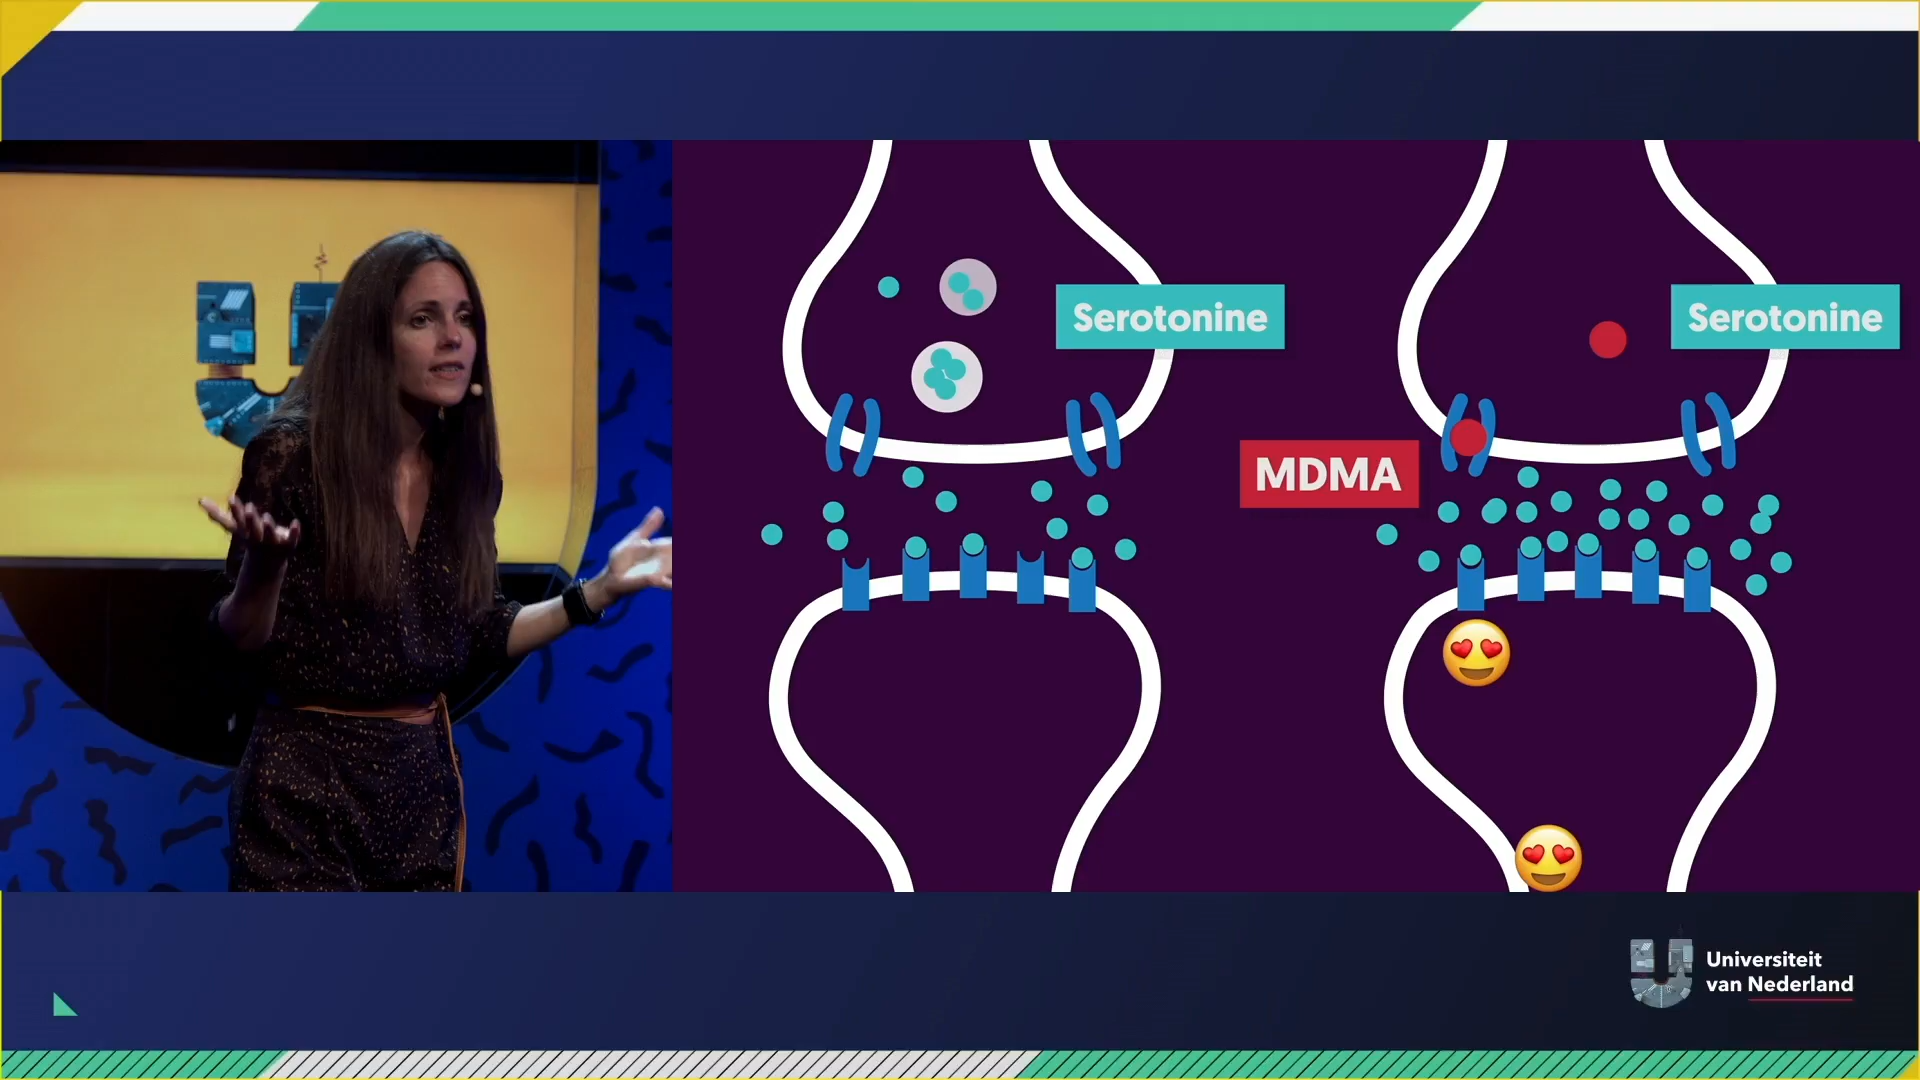 Serotonine
Serotonine
MDMA
Universiteit
van Nederland